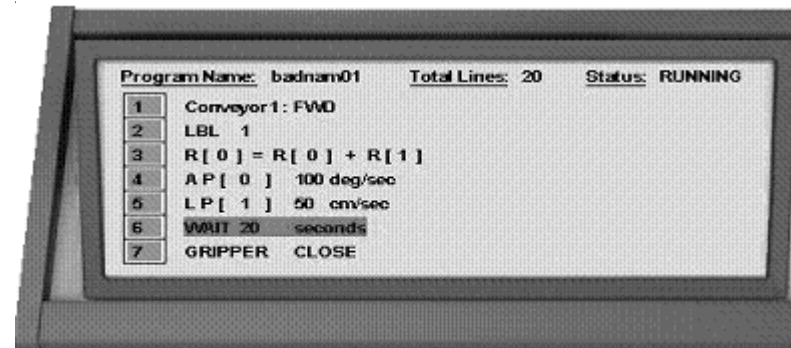 Program Name: badnam01 Total Lines: 20 Status: RUNNING
1 Conveyor1: FWD
2 LBL 1
3 R[ 0 ] = R[ 0 ] + R[ 1 ]
4 A P[ 0 ] 100 deg/sec
5 L P[ 1 ] 50 cm/sec
6 WAIT 20 seconds
7 GRIPPER CLOSE